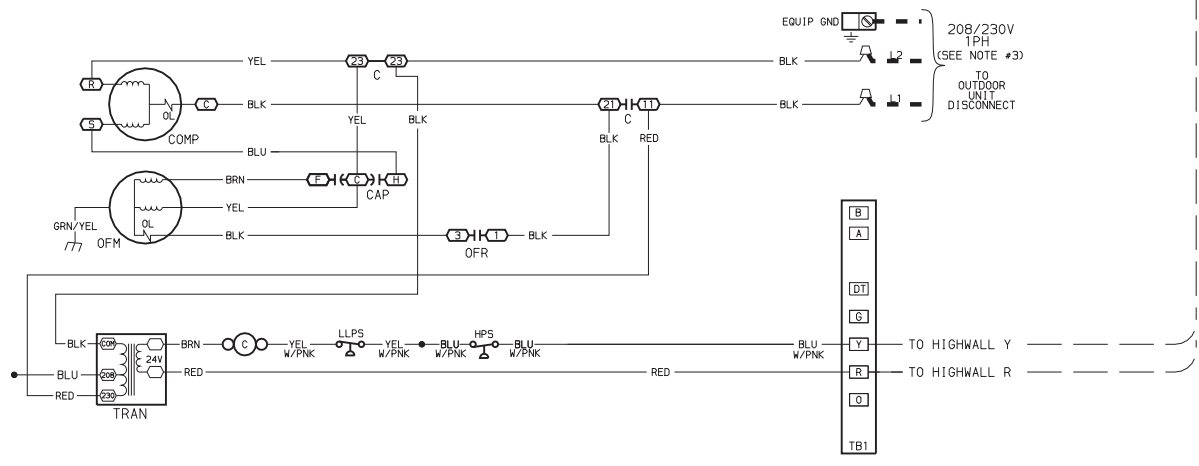 EQUIP GND
208/230V
1PH
(SEE NOTE #3)
TO
OUTDOOR
UNIT
DISCONNECT
YEL
23
23
C
BLK
L2
R
C
BLK
21
11
C
BLK
L1
OL
S
COMP
YEL
BLK
BLK
RED
BLU
BRN
F
C
H
CAP
YEL
GRN/YEL
OL
OFM
BLK
3
1
BLK
OFR
B
A
DT
G
BLK
COM
BRN
C
YEL
W/PNK
LLPS
YEL
W/PNK
BLU
W/PNK
HPS
BLU
W/PNK
BLU
W/PNK
Y
TO HIGHWALL Y
24V
BLU
208
RED
RED
R
TO HIGHWALL R
RED
230
O
TRAN
TB1